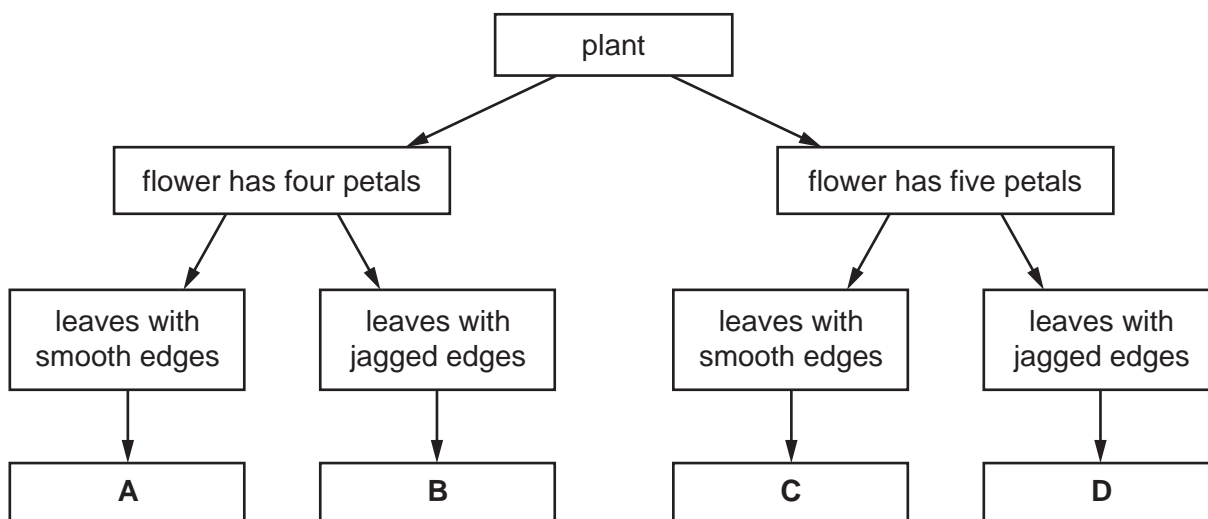 plant
flower has four petals
flower has five petals
leaves with
smooth edges
leaves with
jagged edges
leaves with
smooth edges
leaves with
jagged edges
A
B
C
D